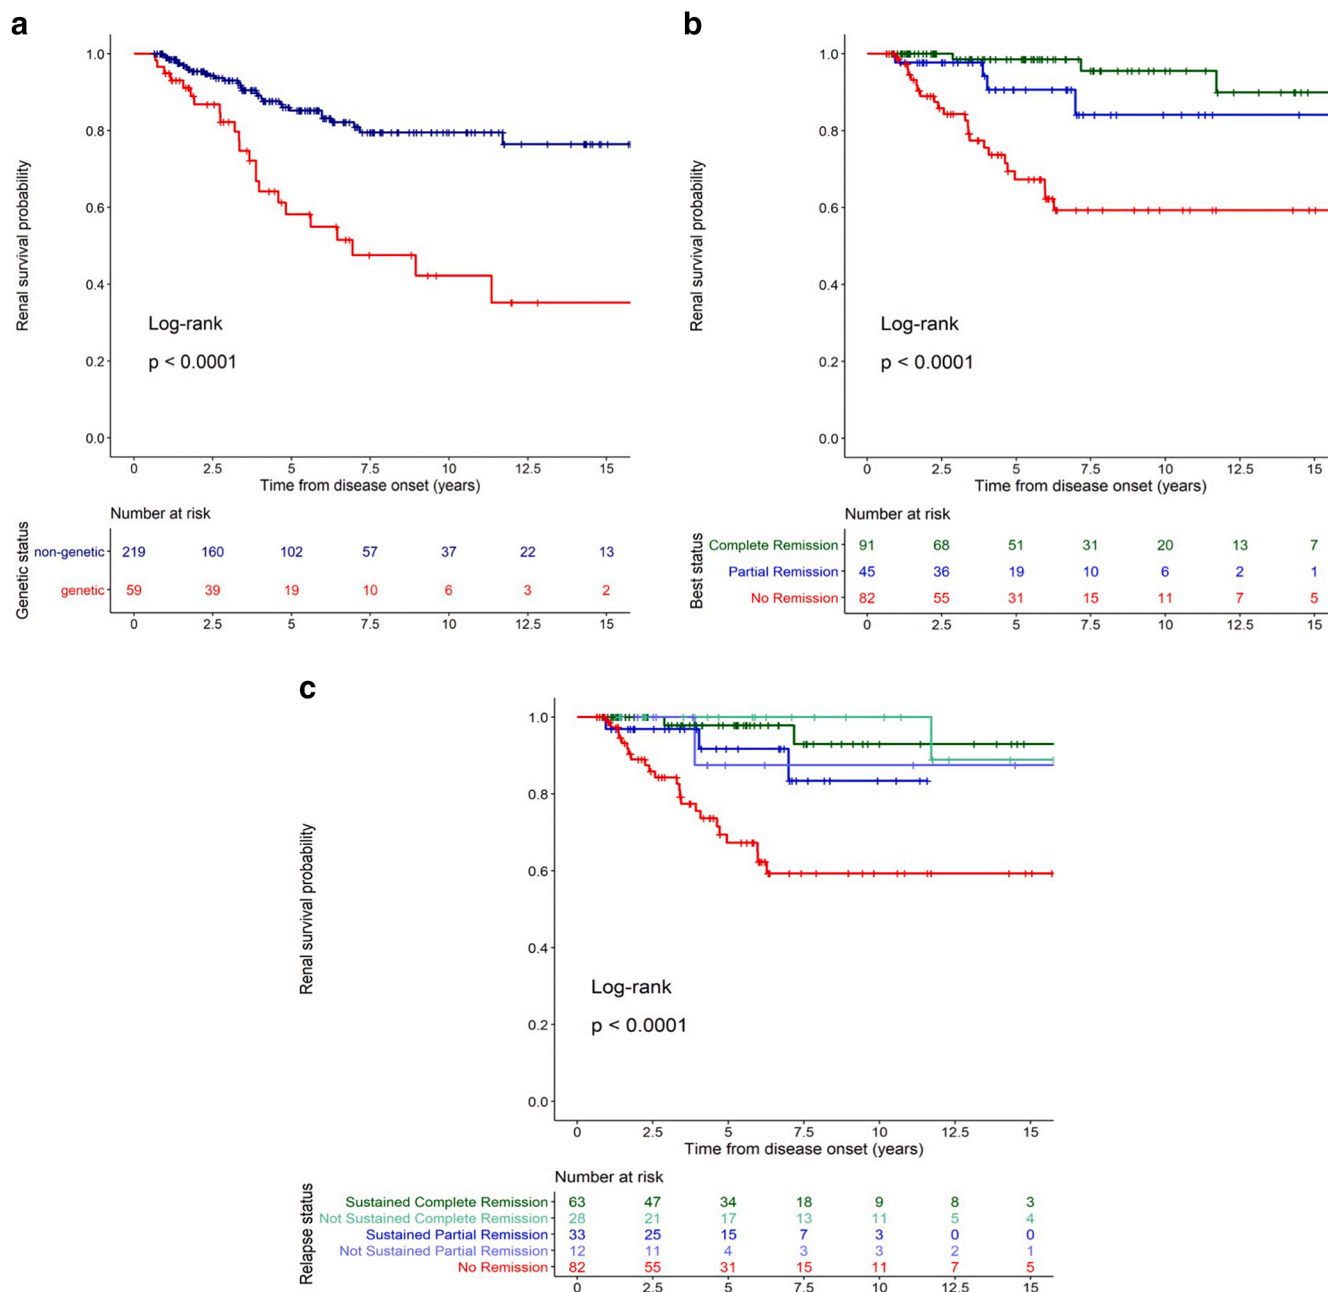 a
1.0
0.8
0.6
0.4
0.2
0.0
Renal survival probability
Log-rank
p < 0.0001
0 2.5 5 7.5 10 12.5 15
Time from disease onset (years)
Number at risk
Genetic status
non-genetic 219 160 102 57 37 22 13
genetic 59 39 19 10 6 3 2
0 2.5 5 7.5 10 12.5 15
b
1.0
0.8
0.6
0.4
0.2
0.0
Renal survival probability
Log-rank
p < 0.0001
0 2.5 5 7.5 10 12.5 15
Time from disease onset (years)
Number at risk
Best status
Complete Remission 91 68 51 31 20 13 7
Partial Remission 45 36 19 10 6 2 1
No Remission 82 55 31 15 11 7 5
0 2.5 5 7.5 10 12.5 15
c
1.0
0.8
0.6
0.4
0.2
0.0
Renal survival probability
Log-rank
p < 0.0001
0 2.5 5 7.5 10 12.5 15
Time from disease onset (years)
Number at risk
Relapse status
Sustained Complete Remission 63 47 34 18 9 8 3
Not Sustained Complete Remission 28 21 17 13 11 5 4
Sustained Partial Remission 33 25 15 7 3 0 0
Not Sustained Partial Remission 12 11 4 3 3 2 1
No Remission 82 55 31 15 11 7 5
0 2.5 5 7.5 10 12.5 15